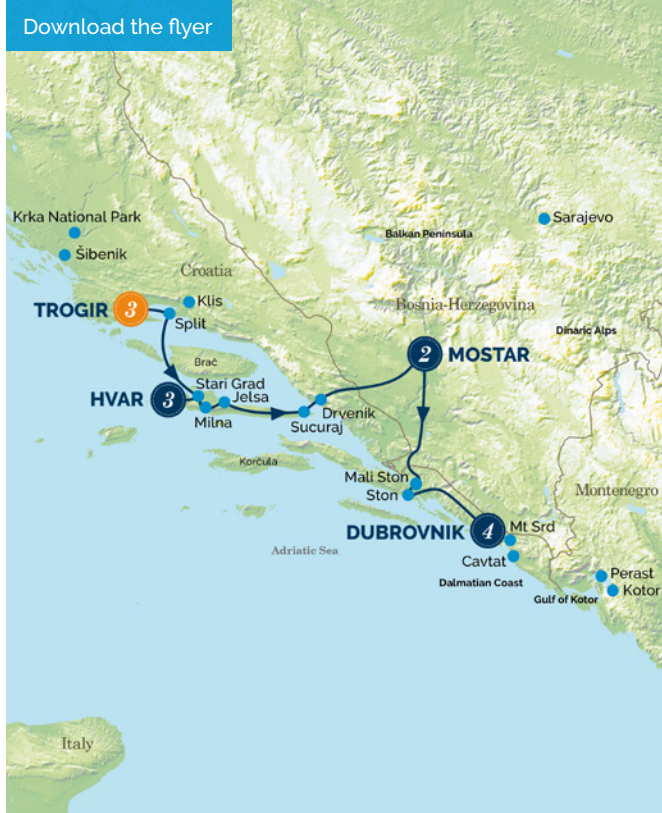 Download the flyer
Krka National Park
Šibenik
Sarajevo
Balkan Peninsula
Croatia
Klis
TROGIR
3
Split
Bosnia-Herzegovina
Dinaric Alps
Brač
2
MOSTAR
Stari Grad
Jelsa
HVAR
3
Milna
Drvenik
Sucuraj
Korčula
Mali Ston
Ston
Montenegro
DUBROVNIK
4
Mt Srd
Adriatic Sea
Cavtat
Dalmatian Coast
Perast
Kotor
Gulf of Kotor
Italy